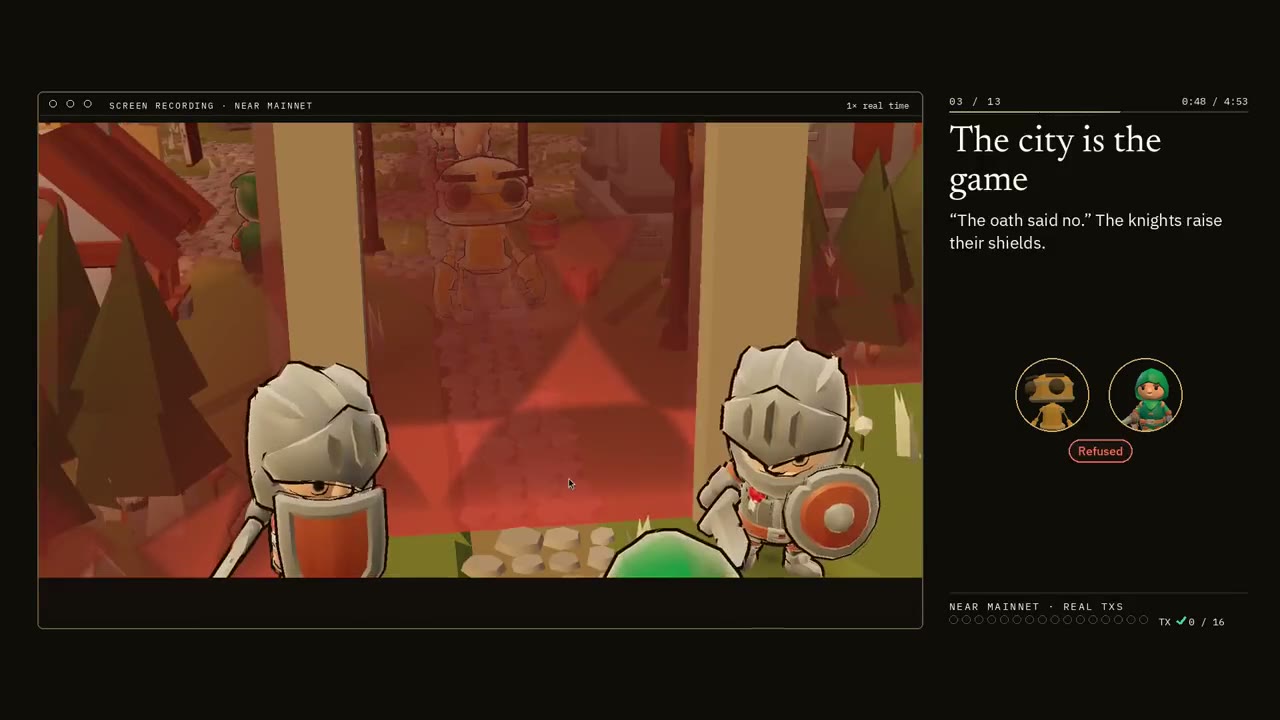 SCREEN RECORDING · NEAR MAINNET
1× real time
03 / 13
0:48 / 4:53
The city is the
game
“The oath said no.” The knights raise
their shields.
Refused
NEAR MAINNET · REAL TXS
TX ✓0 / 16